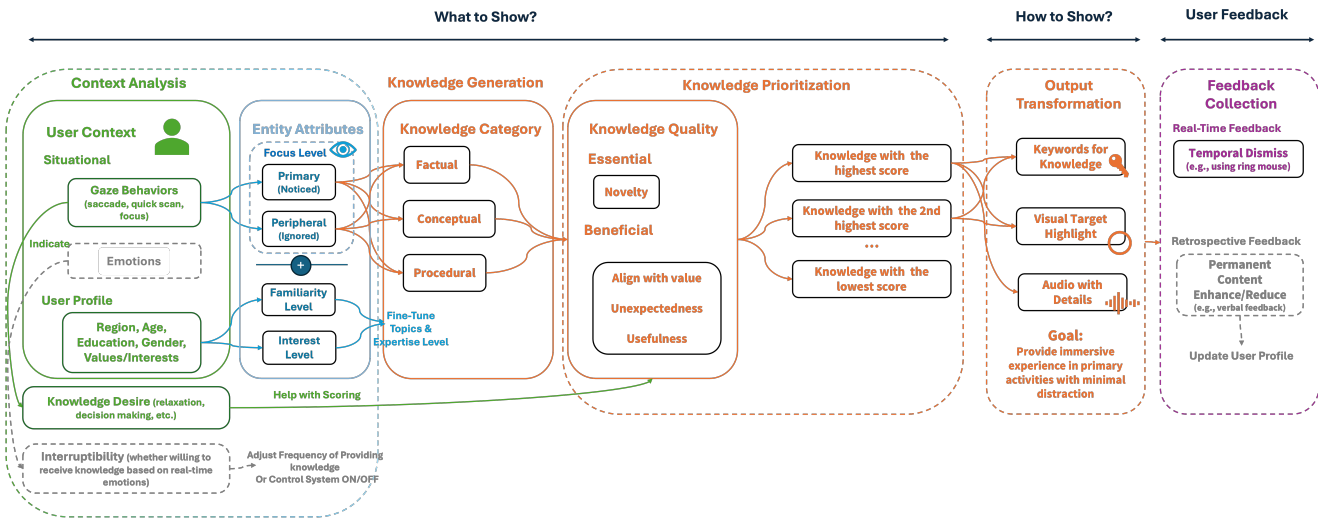 What to Show?
How to Show?
User Feedback
Context Analysis
User Context
Situational
Gaze Behaviors
(saccade, quick scan,
focus)
Indicate
Emotions
User Profile
Region, Age,
Education, Gender,
Values/Interests
Knowledge Desire (relaxation,
decision making, etc.)
Interruptibility (whether willing to
receive knowledge based on real-time
emotions)
Adjust Frequency of Providing
knowledge
Or Control System ON/OFF
Help with Scoring
Entity Attributes
Focus Level
Primary
(Noticed)
Peripheral
(Ignored)
+
Familiarity
Level
Interest
Level
Fine-Tune
Topics &
Expertise Level
Knowledge Generation
Knowledge Category
Factual
Conceptual
Procedural
Knowledge Prioritization
Knowledge Quality
Essential
Novelty
Beneficial
Align with value
Unexpectedness
Usefulness
Knowledge with the
highest score
Knowledge with the 2nd
highest score
...
Knowledge with the
lowest score
Output
Transformation
Keywords for
Knowledge
Visual Target
Highlight
Audio with
Details
Goal:
Provide immersive
experience in primary
activities with minimal
distraction
Feedback
Collection
Real-Time Feedback
Temporal Dismiss
(e.g., using ring mouse)
Retrospective Feedback
Permanent
Content
Enhance/Reduce
(e.g., verbal feedback)
Update User Profile